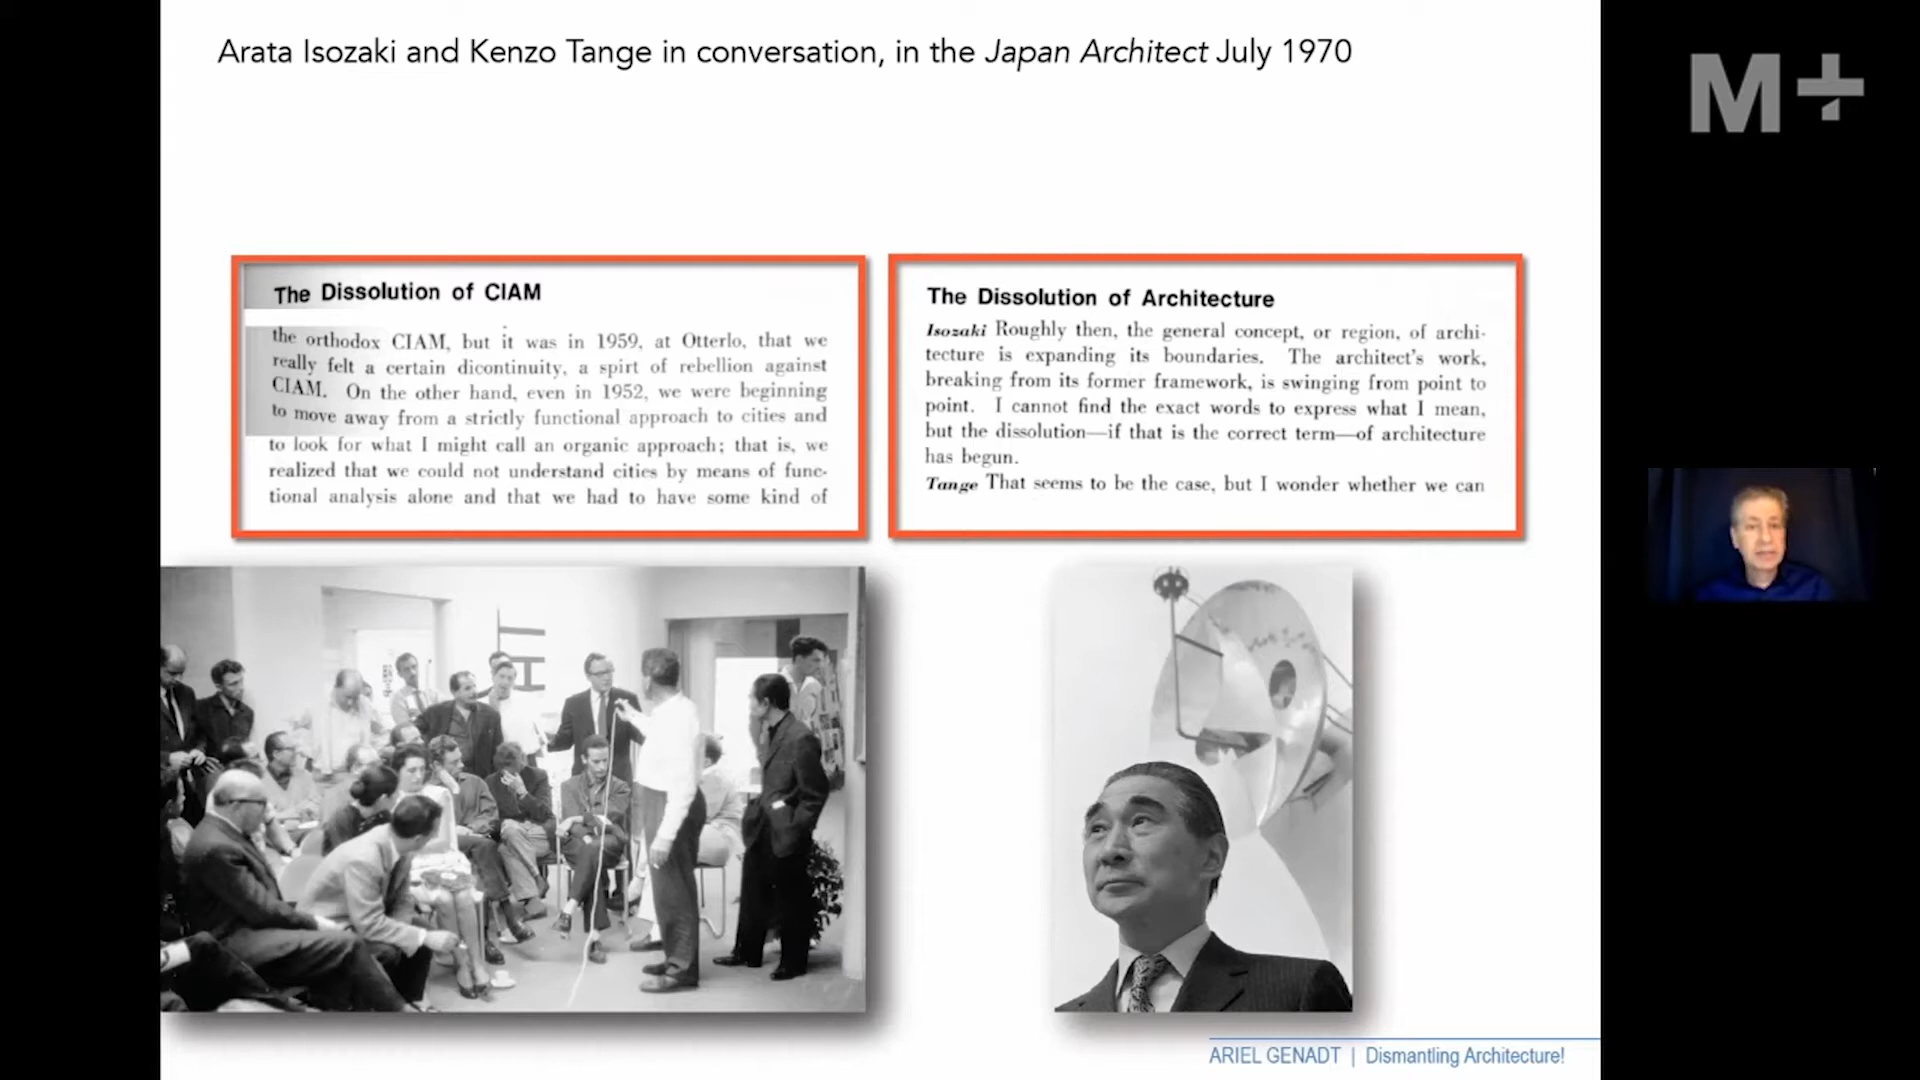 Arata Isozaki and Kenzo Tange in conversation, in the Japan Architect July 1970
M+
The Dissolution of CIAM
the orthodox CIAM, but it was in 1959, at Otterlo, that we
really felt a certain dicontinuity, a spirt of rebellion against
CIAM. On the other hand, even in 1952, we were beginning
to move away from a strictly functional approach to cities and
to look for what I might call an organic approach; that is, we
realized that we could not understand cities by means of func-
tional analysis alone and that we had to have some kind of
The Dissolution of Architecture
Isozaki Roughly then, the general concept, or region, of archi-
tecture is expanding its boundaries. The architect's work,
breaking from its former framework, is swinging from point to
point. I cannot find the exact words to express what I mean,
but the dissolution—if that is the correct term—of architecture
has begun.
Tange That seems to be the case, but I wonder whether we can
ARIEL GENADT | Dismantling Architecture!